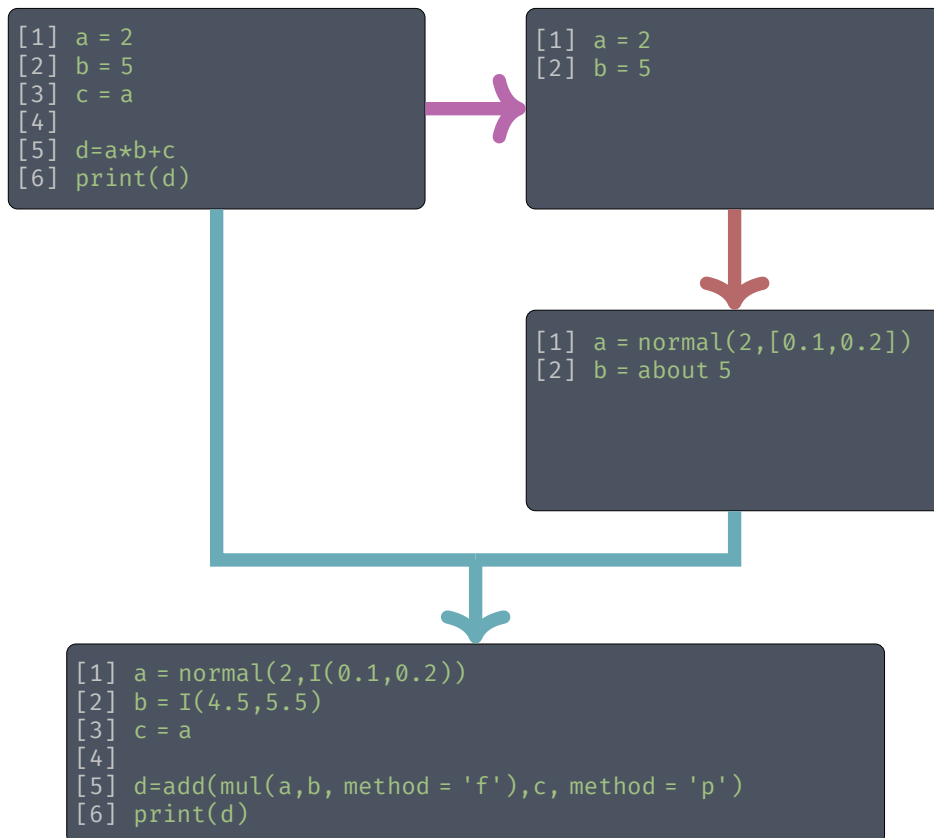 [1] a = 2
[2] b = 5
[3] c = a
[4]
[5] d=a*b+c
[6] print(d)
[1] a = 2
[2] b = 5
[1] a = normal(2,[0.1,0.2])
[2] b = about 5
[1] a = normal(2,I(0.1,0.2))
[2] b = I(4.5,5.5)
[3] c = a
[4]
[5] d=add(mul(a,b, method = 'f'),c, method = 'p')
[6] print(d)